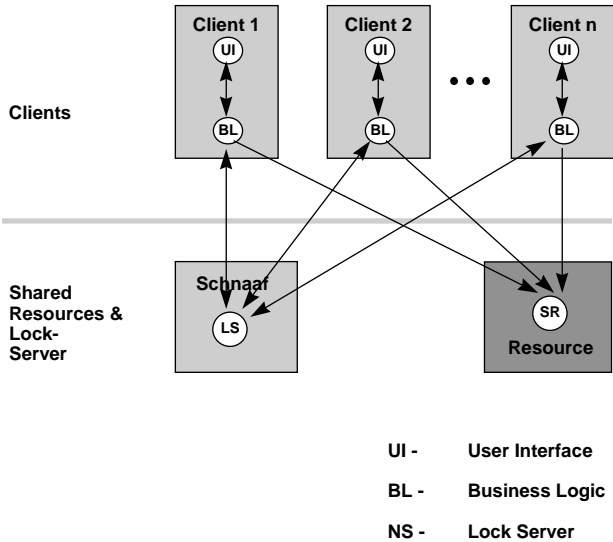 Client 1 Client 2 Client n
UI UI UI
Clients
BL BL BL
Schnaaf
Shared
Resources &
Lock-
Server
LS
SR
Resource
UI - User Interface
BL - Business Logic
NS - Lock Server